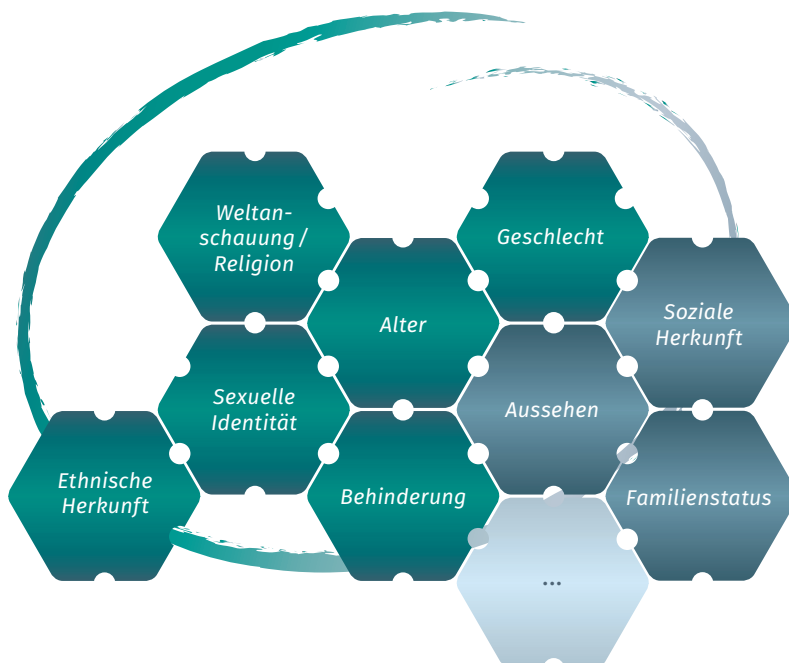 Weltan-
schauung /
Religion
Geschlecht
Alter
Soziale
Herkunft
Sexuelle
Identität
Aussehen
Ethnische
Herkunft
Behinderung
Familienstatus
...